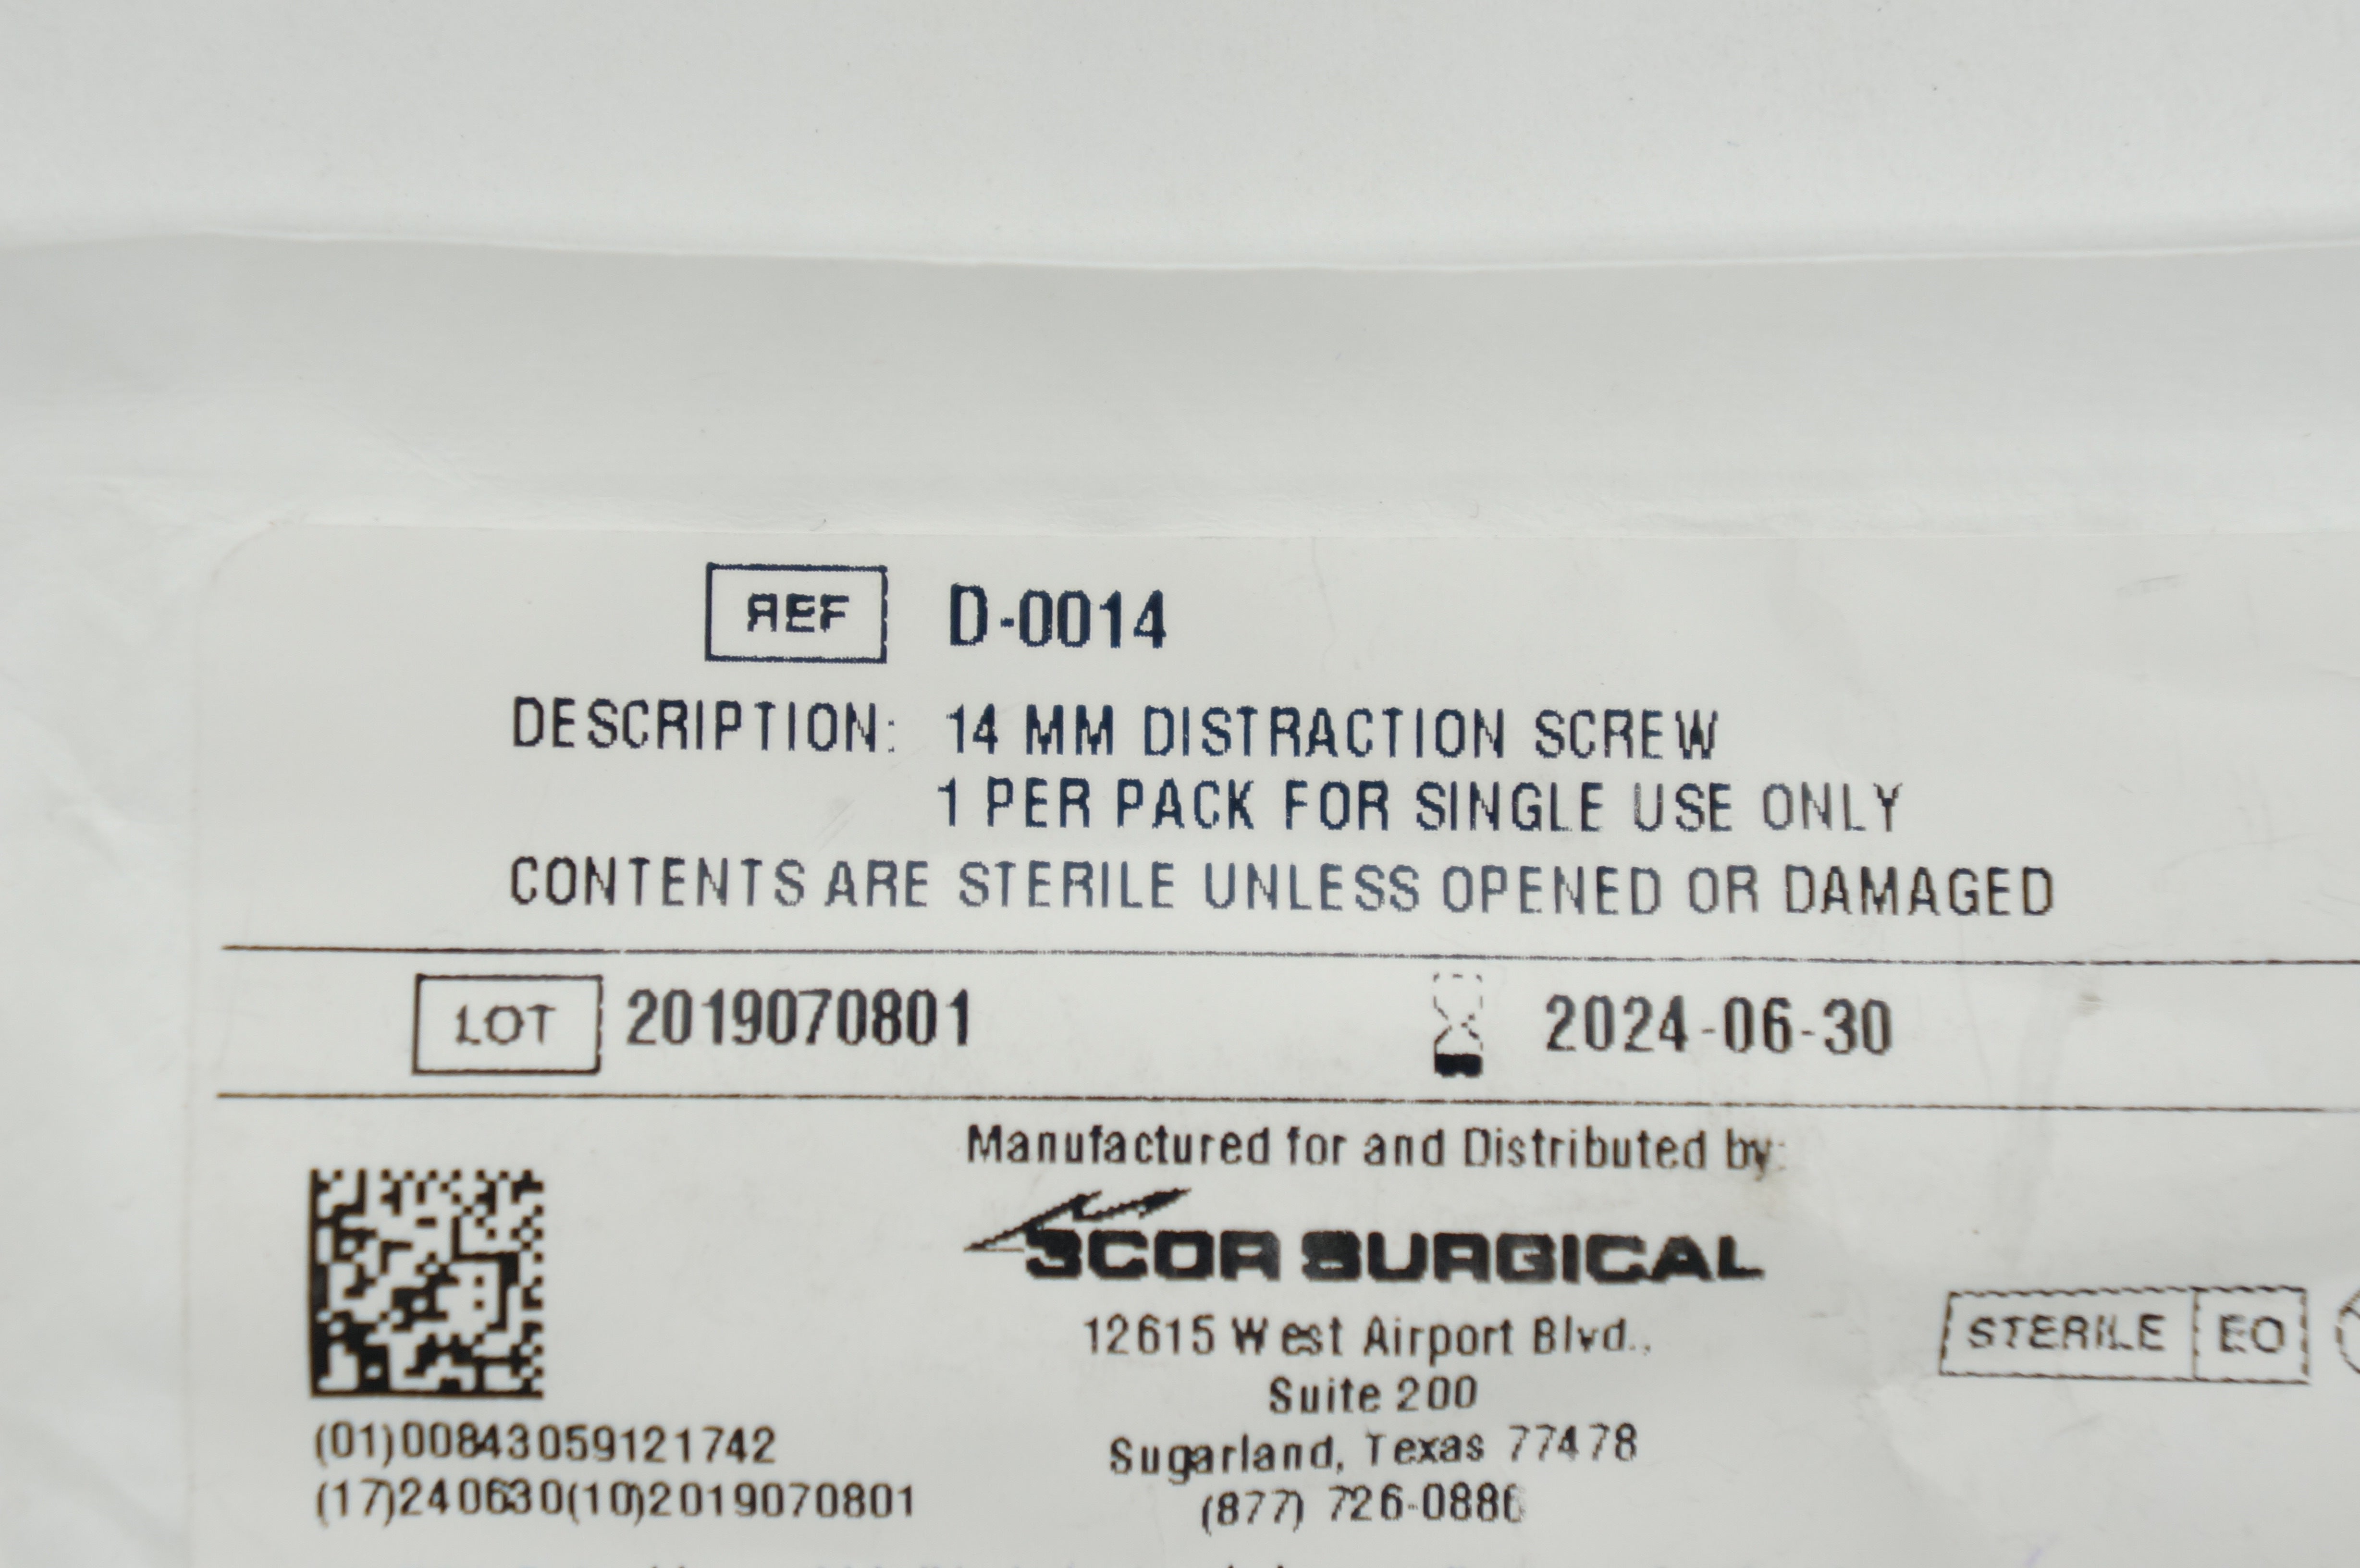 REF D-0014
DESCRIPTION: 14 MM DISTRACTION SCREW
1 PER PACK FOR SINGLE USE ONLY
CONTENTS ARE STERILE UNLESS OPENED OR DAMAGED
LOT 2019070801 2024-06-30
Manufactured for and Distributed by:
3COR SURGICAL
12615 West Airport Blvd.,
Suite 200
Sugarland, Texas 77478
(877) 726-0886
STERILE EO
(01)00843059121742
(17)240630(10)2019070801